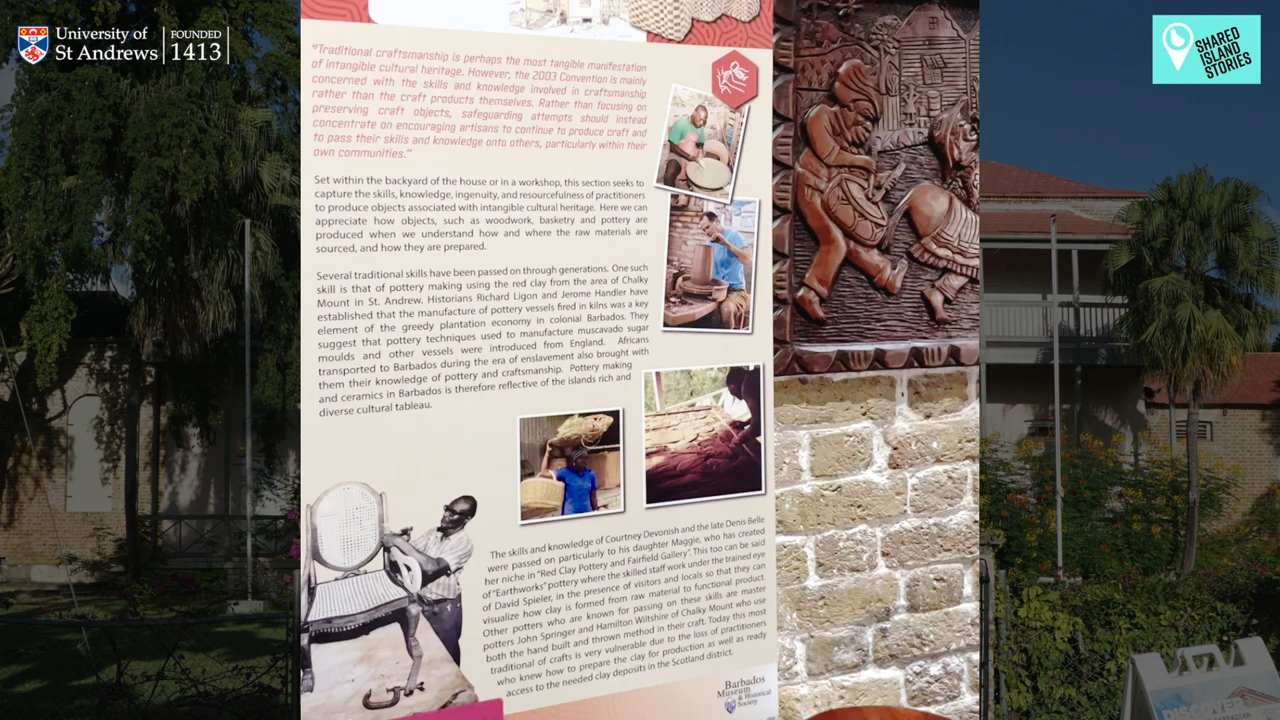 University of
St Andrews
FOUNDED
1413
SHARED
ISLAND
STORIES
"Traditional craftsmanship is perhaps the most tangible manifestation
of intangible cultural heritage. However, the 2003 Convention is mainly
concerned with the skills and knowledge involved in craftsmanship
rather than the craft products themselves. Rather than focusing on
preserving craft objects, safeguarding attempts should instead
concentrate on encouraging artisans to continue to produce craft and
to pass their skills and knowledge onto others, particularly within their
own communities."
Set within the backyard of the house or in a workshop, this section seeks to
capture the skills, knowledge, ingenuity, and resourcefulness of practitioners
to produce objects associated with intangible cultural heritage. Here we can
appreciate how objects, such as woodwork, basketry and pottery are
produced when we understand how and where the raw materials are
sourced, and how they are prepared.
Several traditional skills have been passed on through generations. One such
skill is that of pottery making using the red clay from the area of Chalky
Mount in St. Andrew. Historians Richard Ligon and Jerome Handler have
established that the manufacture of pottery vessels fired in kilns was a key
element of the greedy plantation economy in colonial Barbados. They
suggest that pottery techniques used to manufacture muscavado sugar
moulds and other vessels were introduced from England. Africans
transported to Barbados during the era of enslavement also brought with
them their knowledge of pottery and craftsmanship. Pottery making
and ceramics in Barbados is therefore reflective of the islands rich and
diverse cultural tableau.
The skills and knowledge of Courtney Devonish and the late Denis Belle
were passed on particularly to his daughter Maggie, who has created
her niche in "Red Clay Pottery and Fairfield Gallery". This too can be said
of "Earthworks" pottery where the skilled staff work under the trained eye
of David Spieler, in the presence of visitors and locals so that they can
visualize how clay is formed from raw material to functional product.
Other potters who are known for passing on these skills are master
potters John Springer and Hamilton Wiltshire of Chalky Mount who use
both the hand built and thrown method in their craft. Today this most
traditional of crafts is very vulnerable due to the loss of practitioners
who knew how to prepare the clay for production as well as ready
access to the needed clay deposits in the Scotland district.
Barbados
Museum
& Historical
Society
DISCOVER